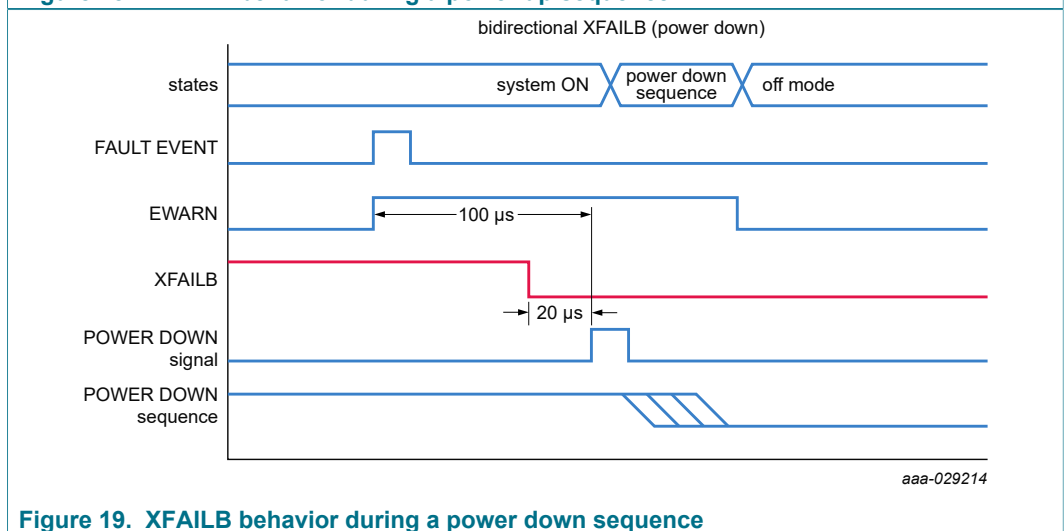 bidirectional XFAILB (power down)
states
system ON
power down
sequence
off mode
FAULT EVENT
EWARN
100 µs
XFAILB
20 µs
POWER DOWN
signal
POWER DOWN
sequence
aaa-029214
Figure 19. XFAILB behavior during a power down sequence